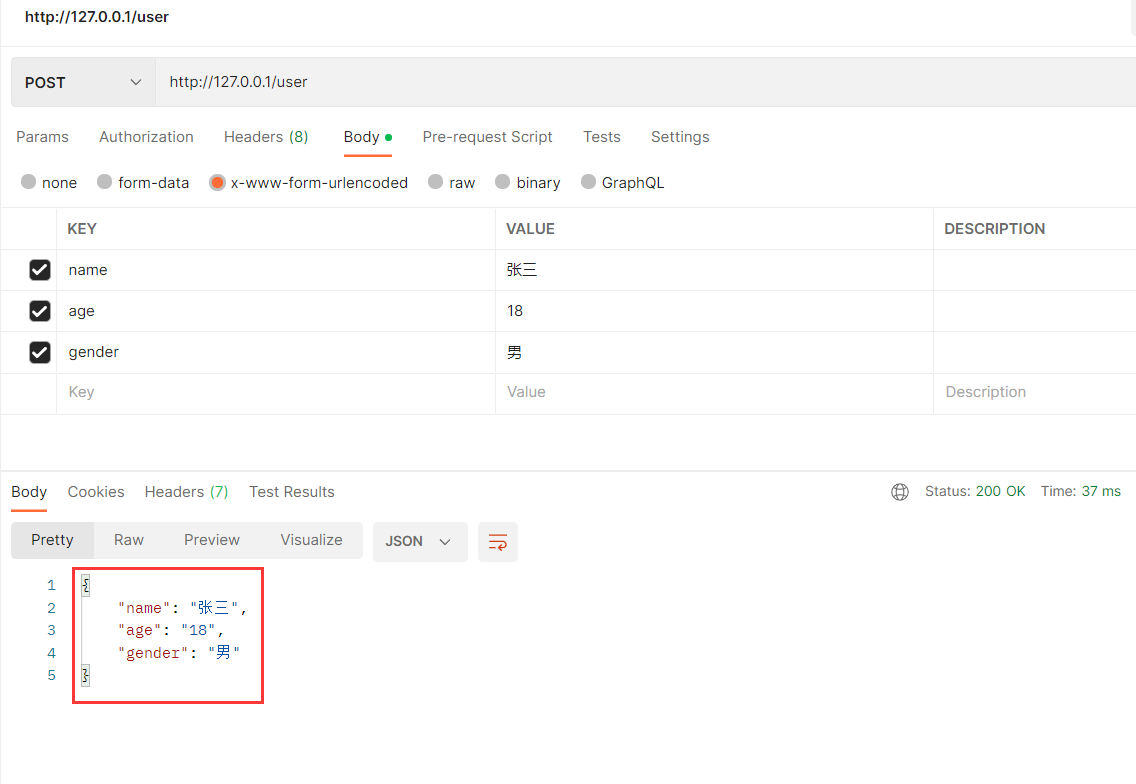 http://127.0.0.1/user
POST http://127.0.0.1/user
Params Authorization Headers (8) Body Pre-request Script Tests Settings
none form-data x-www-form-urlencoded raw binary GraphQL
KEY VALUE DESCRIPTION
name 张三
age 18
gender 男
Key Value Description
Body Cookies Headers (7) Test Results Status: 200 OK Time: 37 ms
Pretty Raw Preview Visualize JSON
1 {
2 "name": "张三",
3 "age": "18",
4 "gender": "男"
5 }